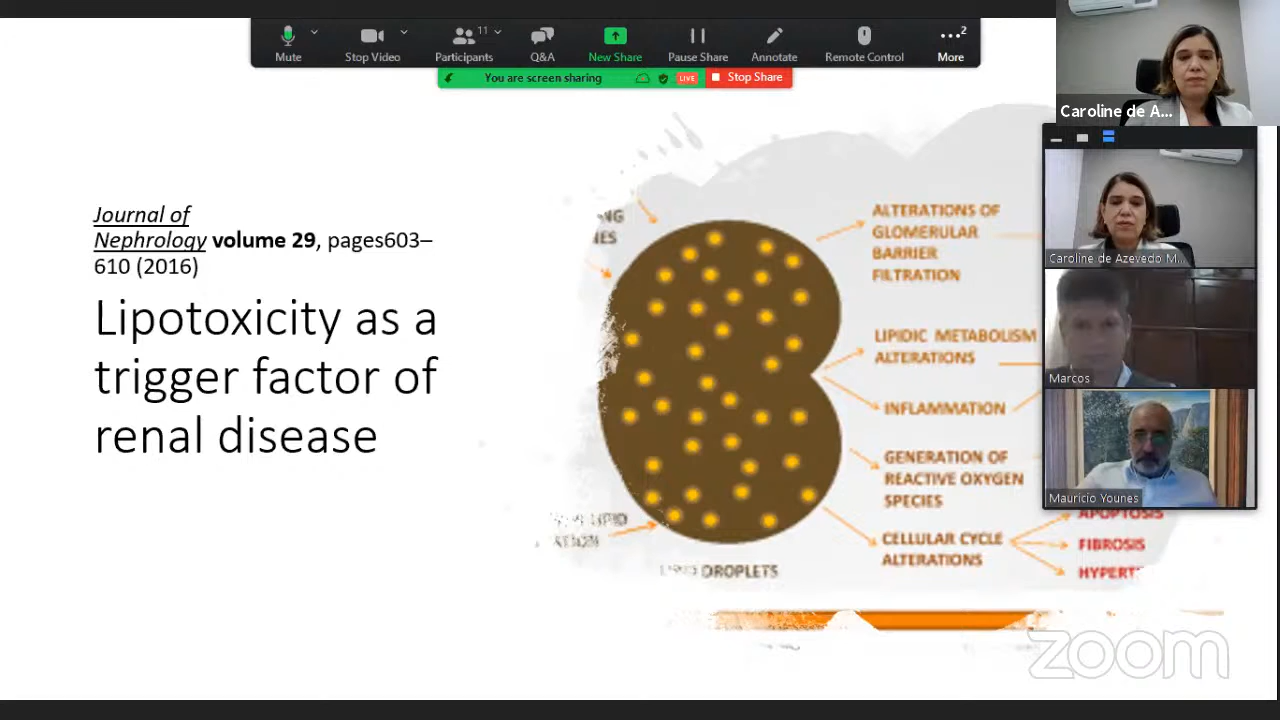 11
2
Mute
Stop Video
Participants
Q&A
New Share
Pause Share
Annotate
Remote Control
More
You are screen sharing
LIVE
Stop Share
Caroline de A...
Caroline de Azevedo M...
Marcos
Mauricio Younes
Journal of
Nephrology volume 29, pages603–
610 (2016)
Lipotoxicity as a
trigger factor of
renal disease
ALTERATIONS OF
GLOMERULAR
BARRIER
FILTRATION
LIPIDIC METABOLISM
ALTERATIONS
INFLAMMATION
GENERATION OF
REACTIVE OXYGEN
SPECIES
CELLULAR CYCLE
ALTERATIONS
APOPTOSIS
FIBROSIS
LIPID
DROPLETS
zoom